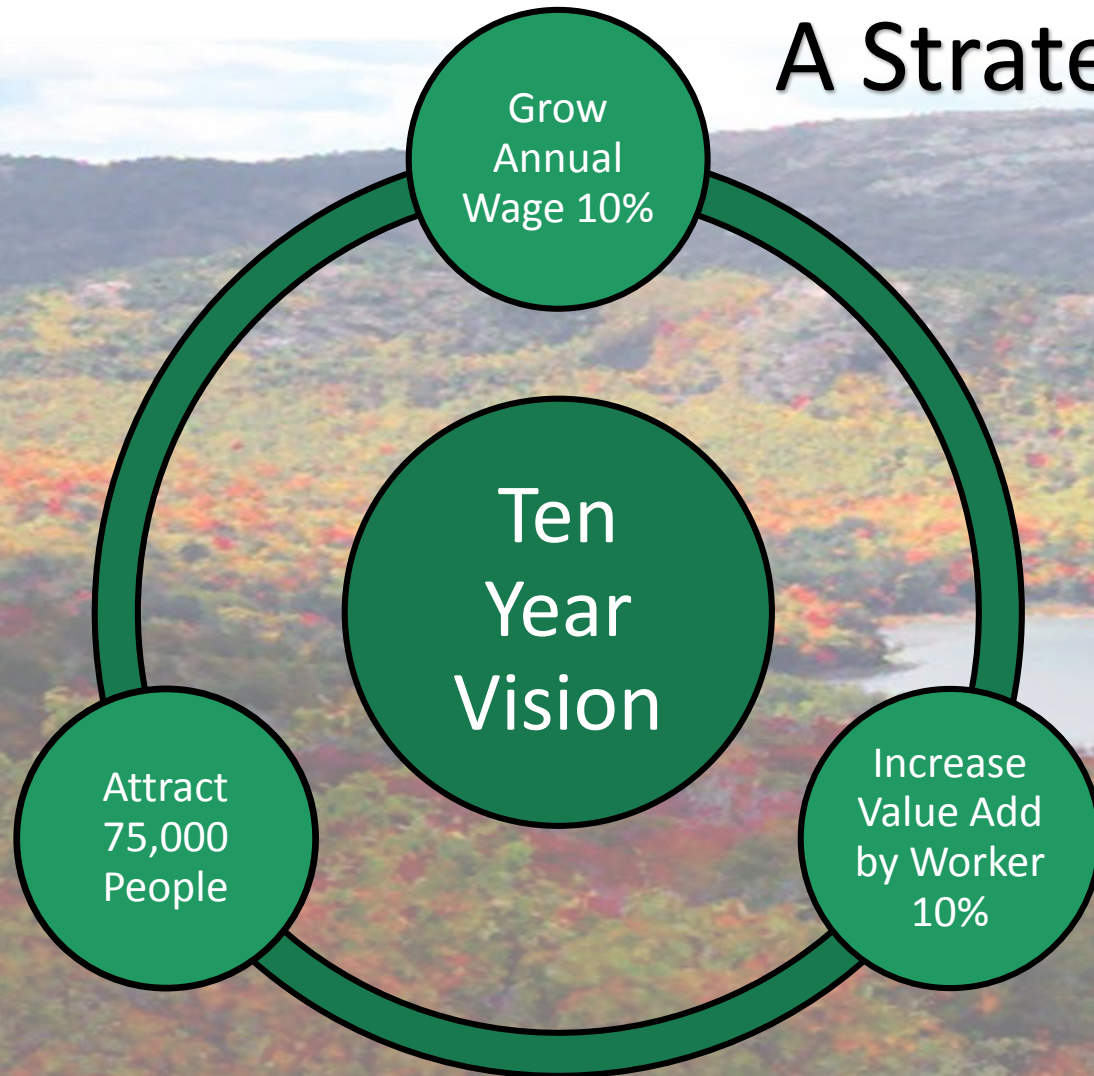 A Strate
Grow
Annual
Wage 10%
Ten
Year
Vision
Attract
75,000
People
Increase
Value Add
by Worker
10%